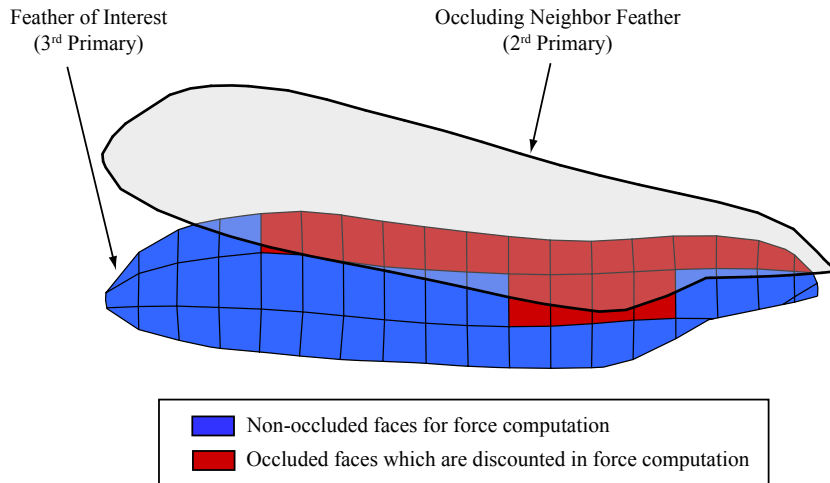 Feather of Interest
(3rd Primary)
Occluding Neighbor Feather
(2nd Primary)
Non-occluded faces for force computation
Occluded faces which are discounted in force computation